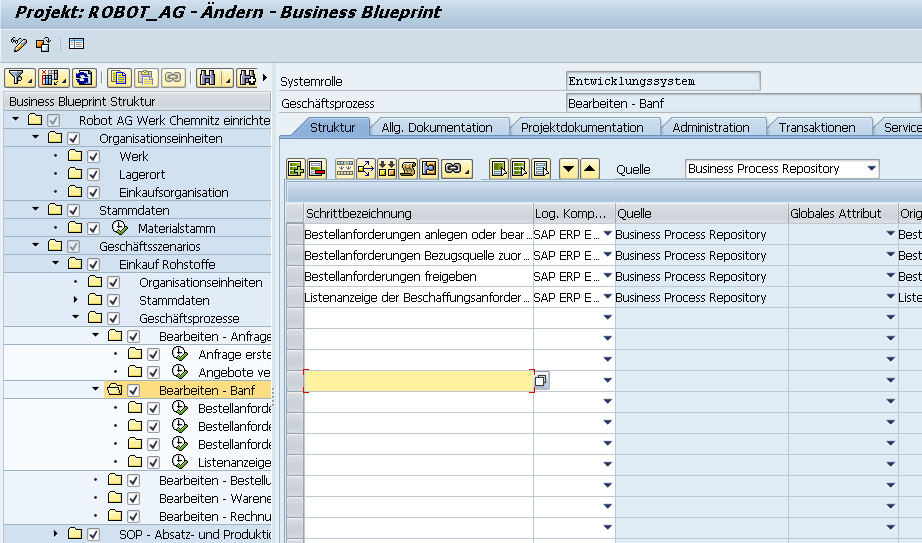 Projekt: ROBOT_AG - Ändern - Business Blueprint
Systemrolle Entwicklungssystem
Geschäftsprozess Bearbeiten - Banf
Business Blueprint Struktur
Robot AG Werk Chemnitz einrichte
Organisationseinheiten
Werk
Lagerort
Einkaufsorganisation
Stammdaten
Materialstamm
Geschäftsszenarios
Einkauf Rohstoffe
Organisationseinheiten
Stammdaten
Geschäftsprozesse
Bearbeiten - Anfrage
Anfrage erste
Angebote ve
Bearbeiten - Banf
Bestellanforde
Bestellanforde
Bestellanforde
Listenanzeige
Bearbeiten - Bestellu
Bearbeiten - Warene
Bearbeiten - Rechnu
SOP - Absatz- und Produktio
Struktur Allg. Dokumentation Projektdokumentation Administration Transaktionen Service
Quelle Business Process Repository
Schrittbezeichnung Log. Komp... Quelle Globales Attribut Orig
Bestellanforderungen anlegen oder bear... SAP ERP E... Business Process Repository Best
Bestellanforderungen Bezugsquelle zuor... SAP ERP E... Business Process Repository Best
Bestellanforderungen freigeben SAP ERP E... Business Process Repository Best
Listenanzeige der Beschaffungsanforder... SAP ERP E... Business Process Repository Liste